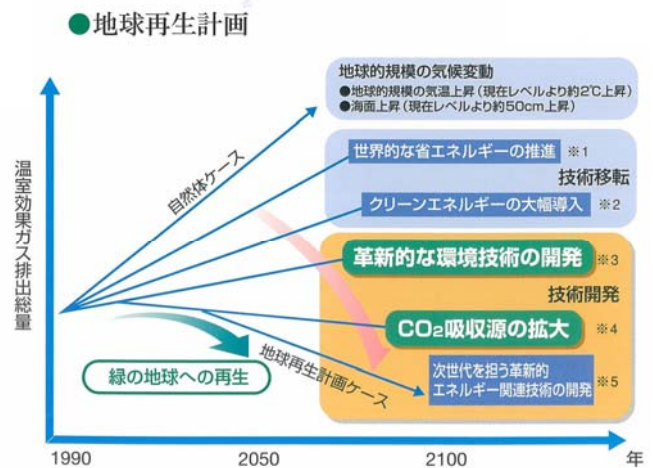 ●地球再生計画
地球的規模の気候変動
●地球的規模の気温上昇(現在レベルより約2℃上昇)
●海面上昇(現在レベルより約50cm上昇)
世界的な省エネルギーの推進 ※1
技術移転
クリーンエネルギーの大幅導入 ※2
革新的な環境技術の開発 ※3
技術開発
CO2吸収源の拡大 ※4
次世代を担う革新的
エネルギー関連技術の開発 ※5
自然体ケース
地球再生計画ケース
緑の地球への再生
温室効果ガス排出総量
1990 2050 2100 年